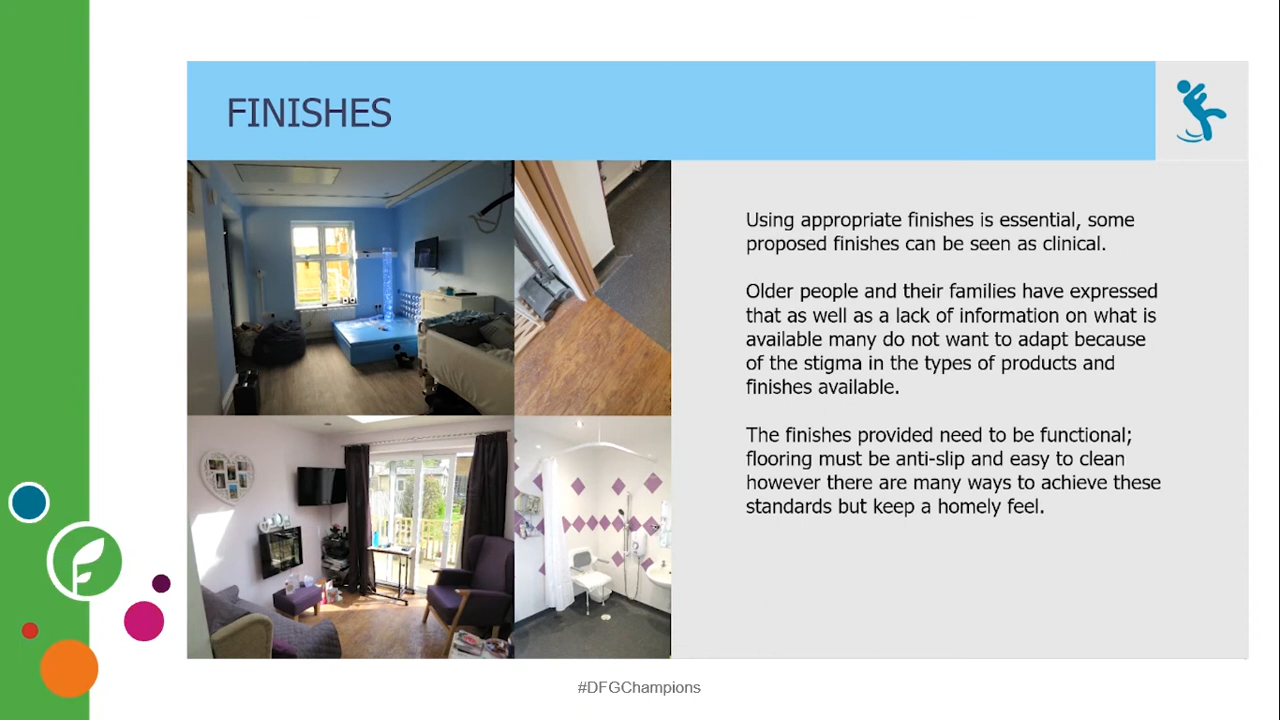 FINISHES
Using appropriate finishes is essential, some
proposed finishes can be seen as clinical.
Older people and their families have expressed
that as well as a lack of information on what is
available many do not want to adapt because
of the stigma in the types of products and
finishes available.
The finishes provided need to be functional;
flooring must be anti-slip and easy to clean
however there are many ways to achieve these
standards but keep a homely feel.
#DFGChampions